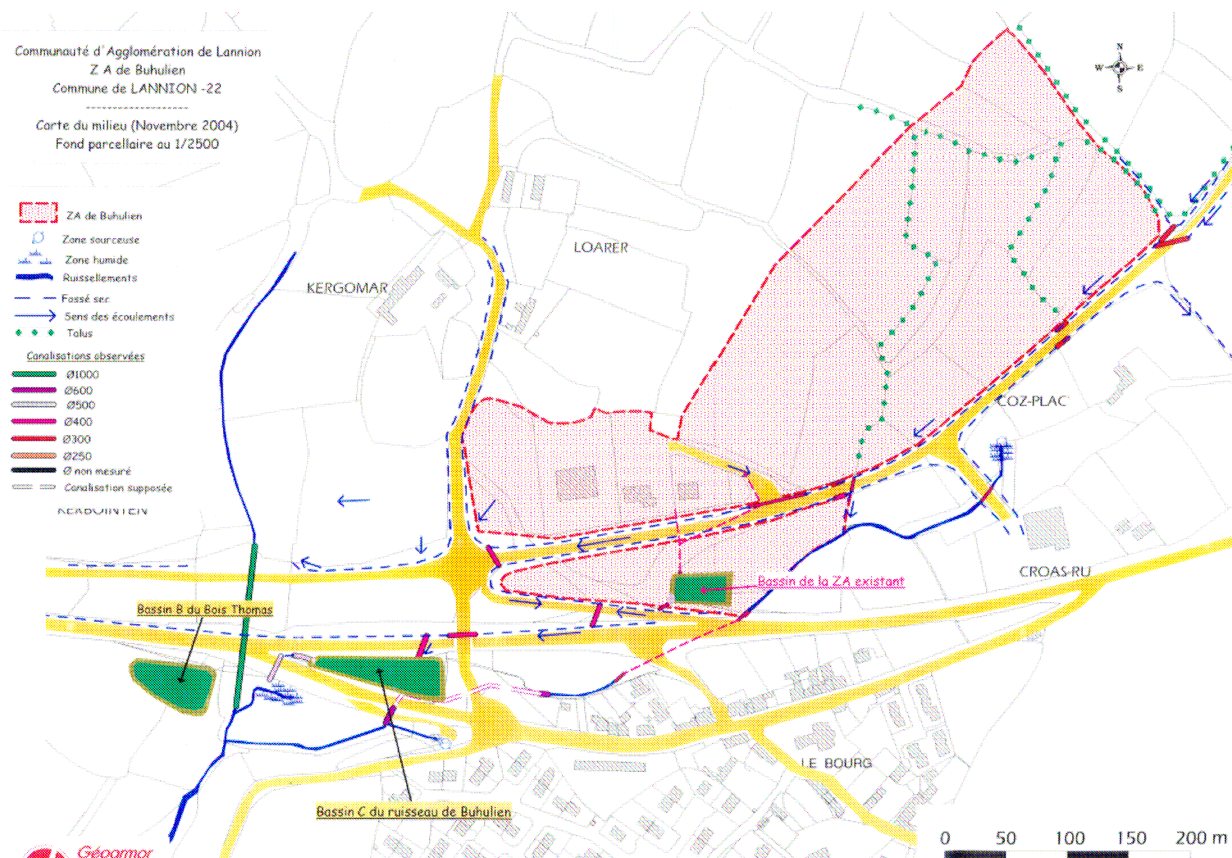 Communauté d'Agglomération de Lannion
Z A de Buhulien
Commune de LANNION -22
------------------
Carte du milieu (Novembre 2004)
Fond parcellaire au 1/2500
ZA de Buhulien
Zone sourceuse
Zone humide
Ruissellements
Fossé sec
Sens des écoulements
Talus
Canalisations observées
Ø1000
Ø600
Ø500
Ø400
Ø300
Ø250
Ø non mesuré
Canalisation supposée
N
W E
S
LOARER
KERGOMAR
COZ-PLAC
CROAS-RU
Bassin de la ZA existant
Bassin B du Bois Thomas
LE BOURG
Bassin C du ruisseau de Buhulien
Géoarmor
0 50 100 150 200 m